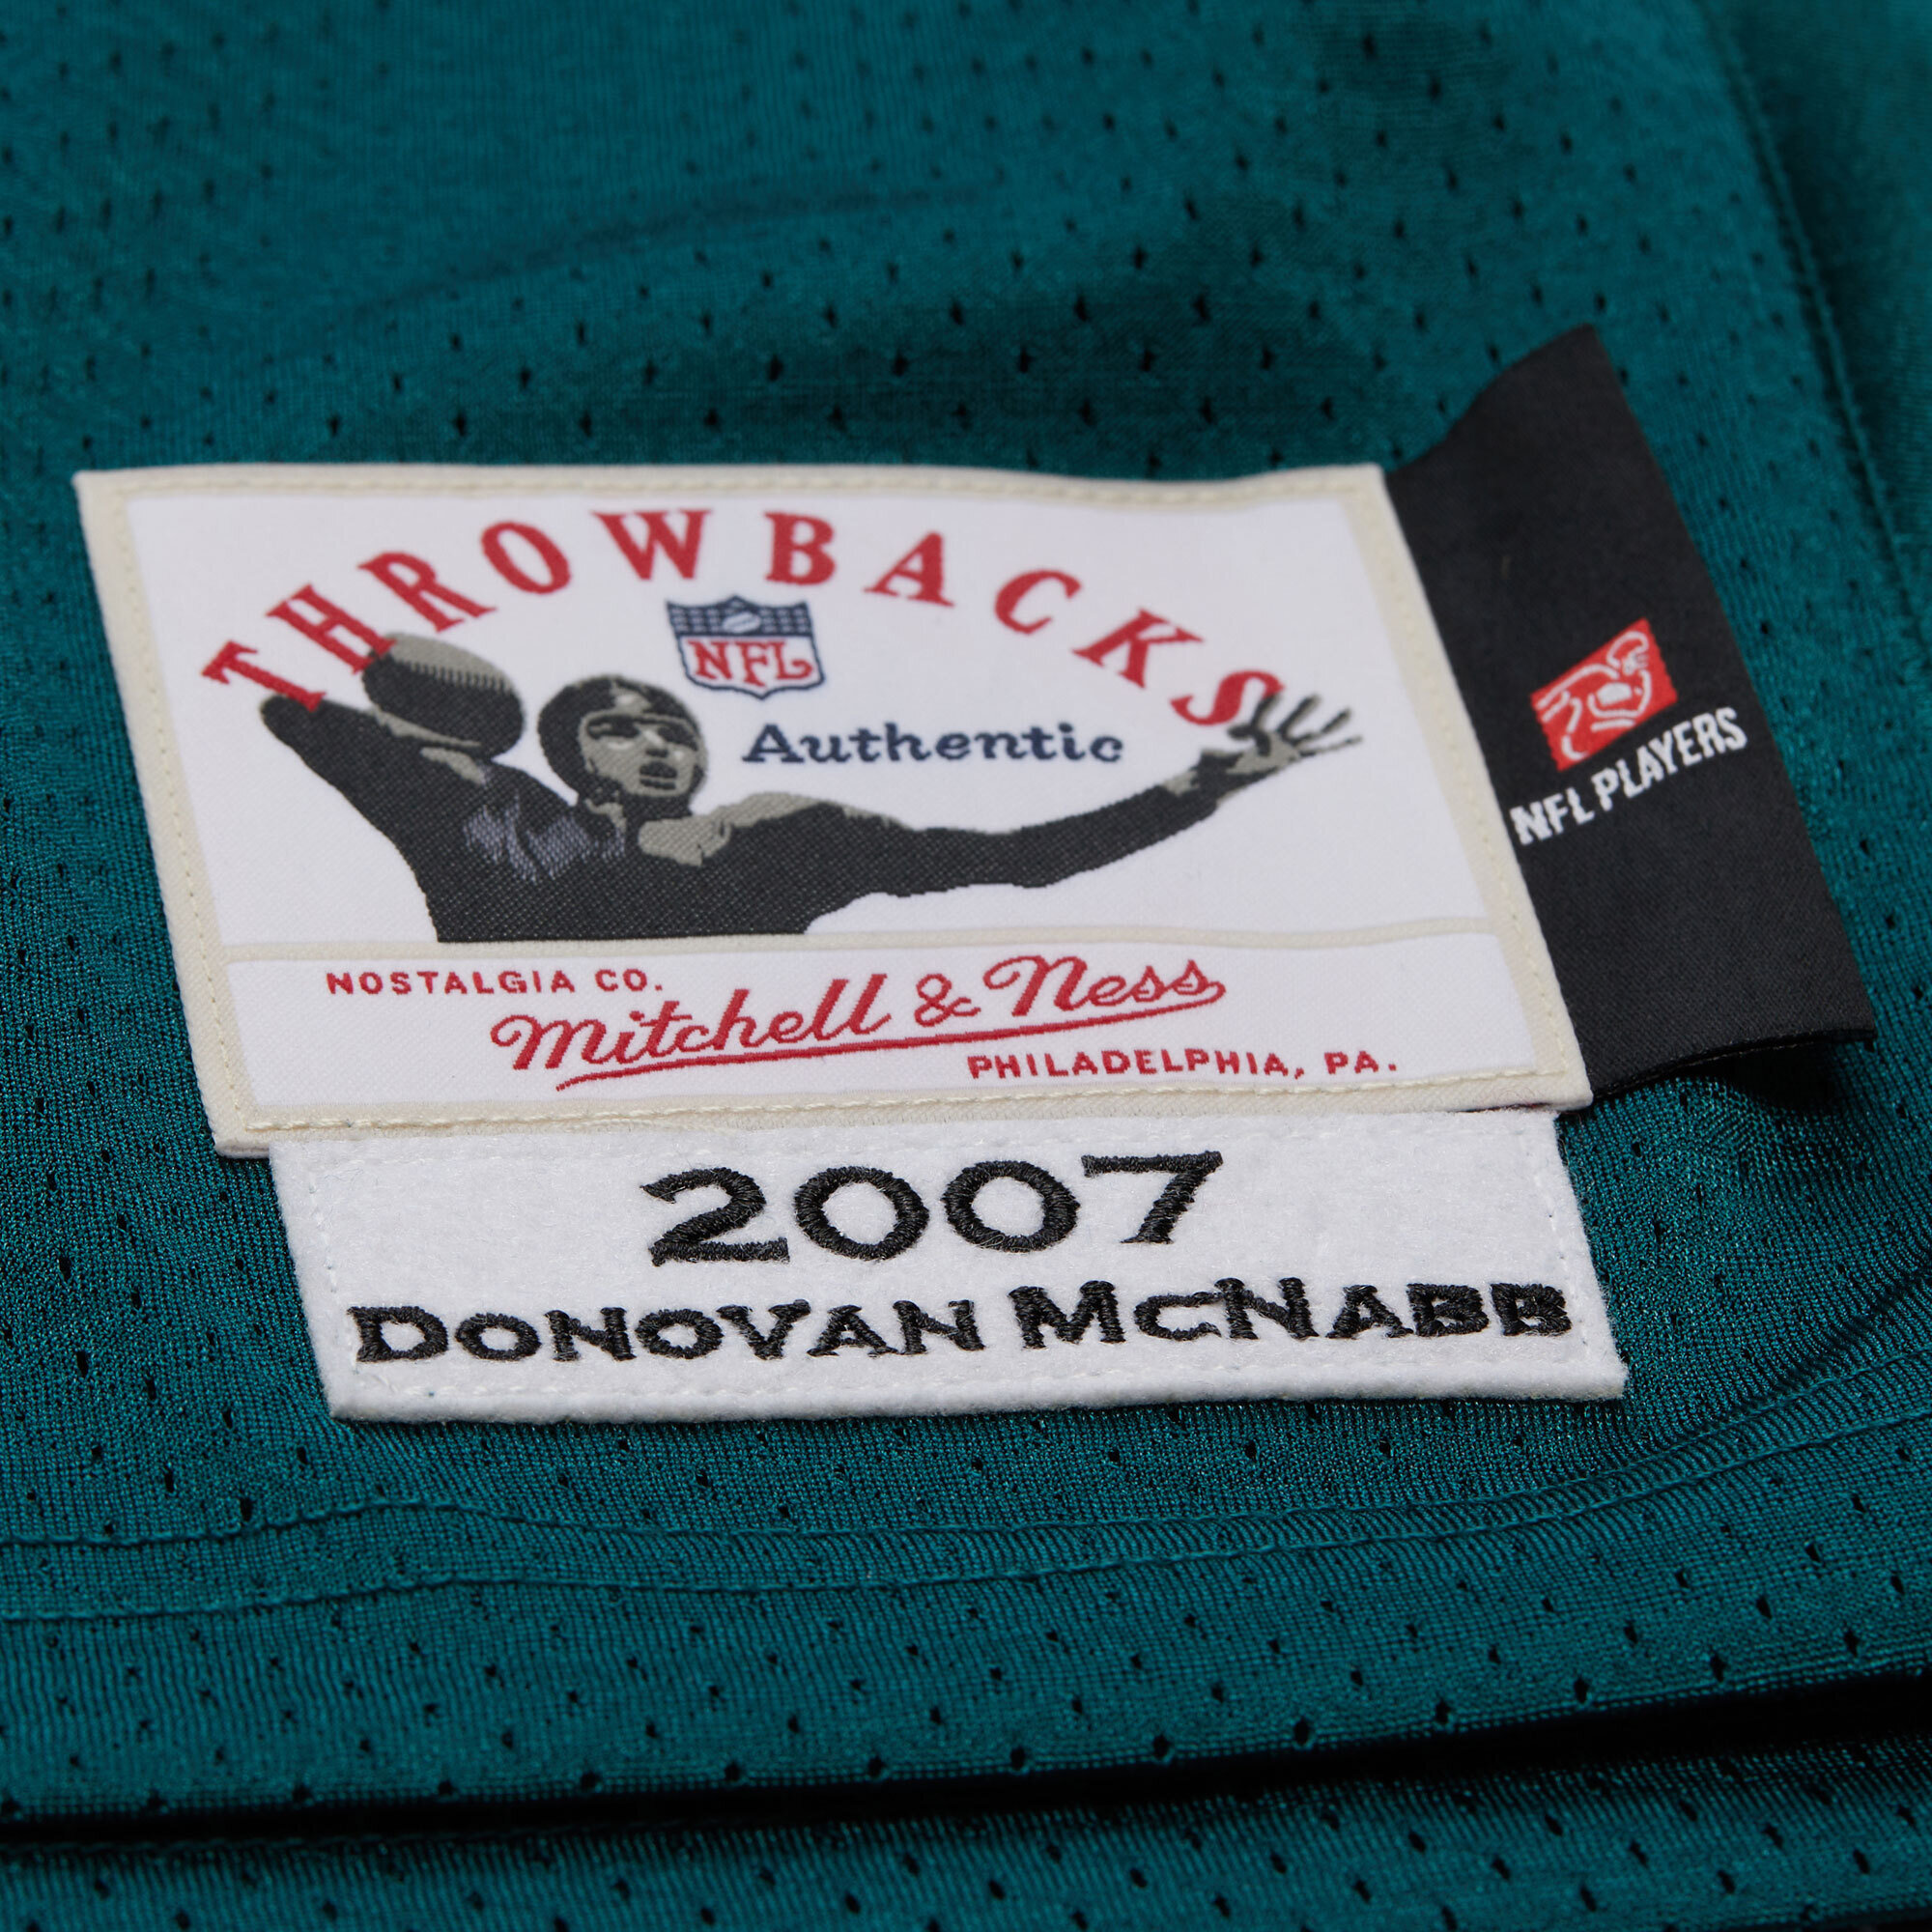 THROWBACKS
NFL
Authentic
NOSTALGIA CO.
Mitchell & Ness
PHILADELPHIA, PA.
NFL PLAYERS
2007
DONOVAN MCNABB